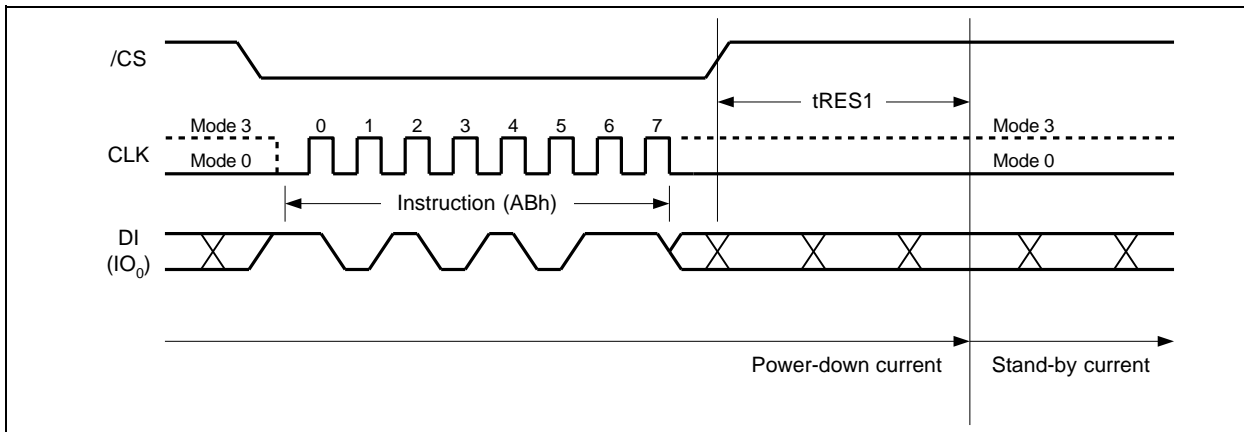 /CS
tRES1
Mode 3 0 1 2 3 4 5 6 7 Mode 3
CLK
Mode 0 Mode 0
Instruction (ABh)
DI
(IO0)
Power-down current Stand-by current